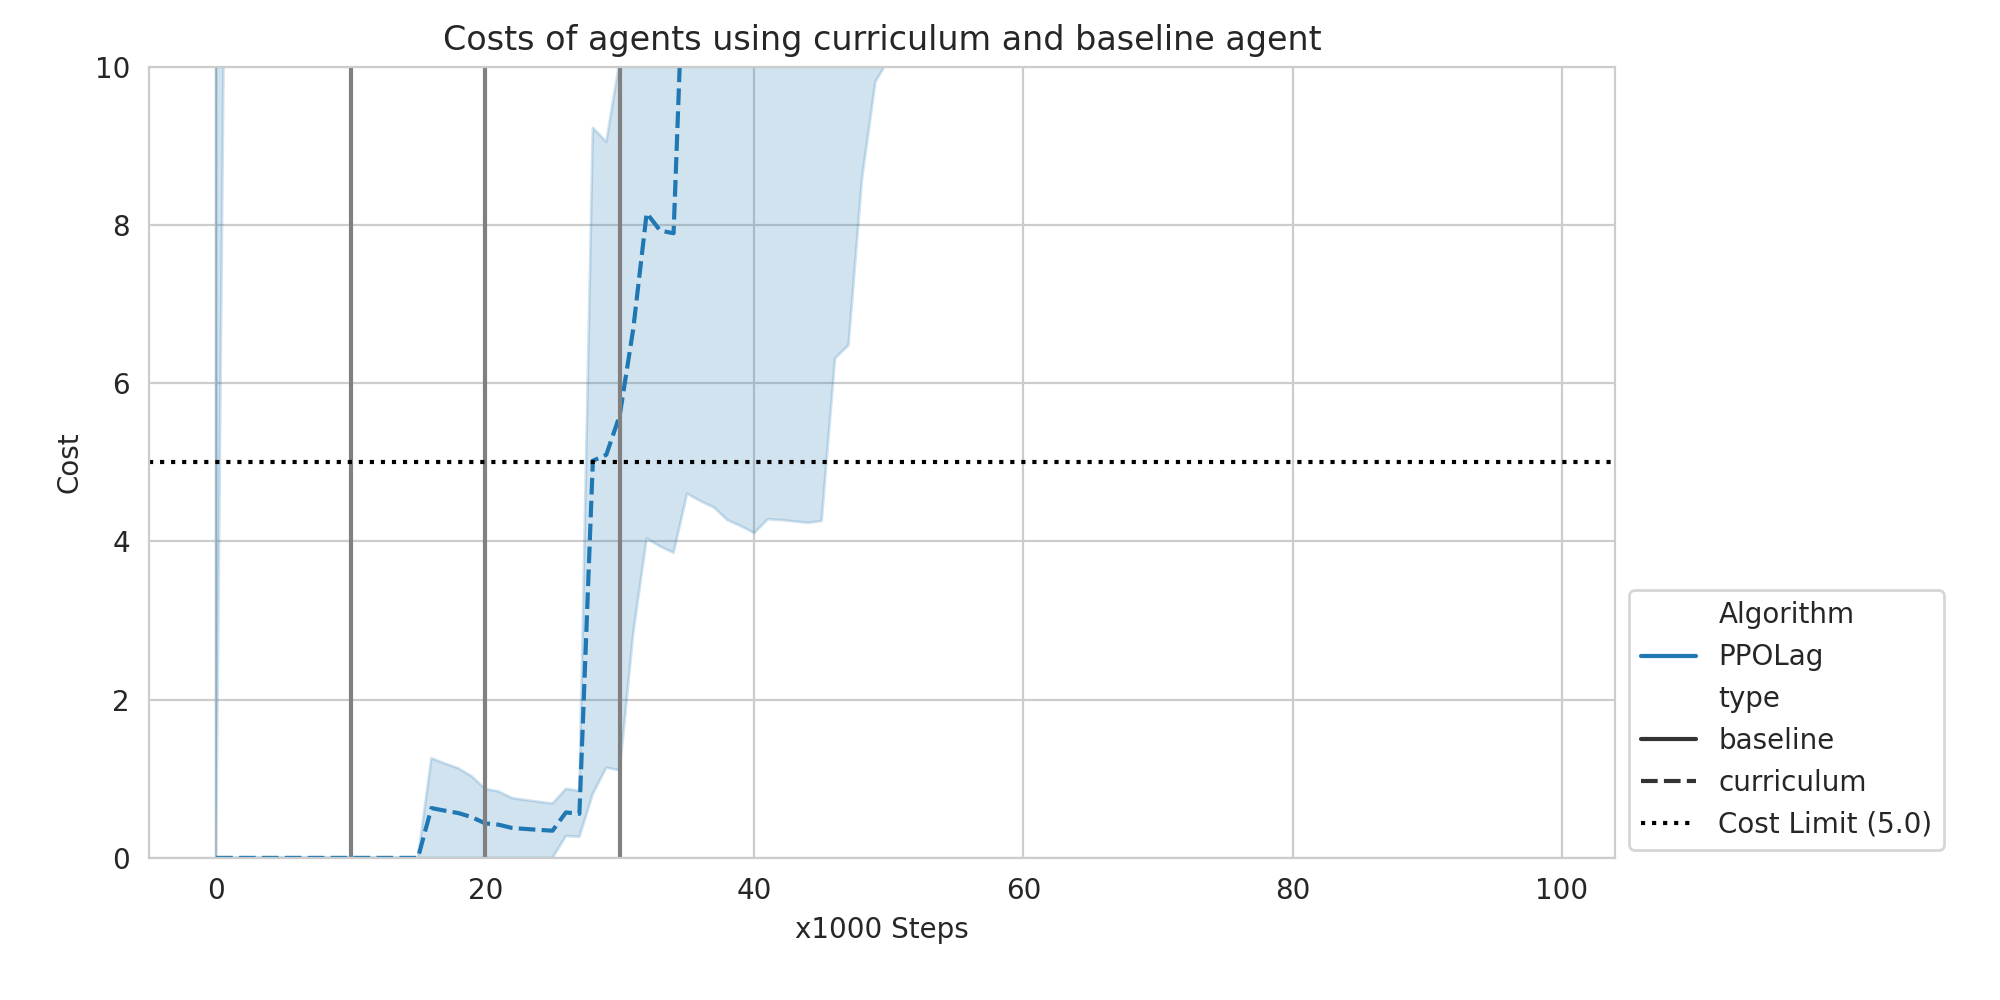 Costs of agents using curriculum and baseline agent
10
8
6
4
2
0
Cost
0 20 40 60 80 100
x1000 Steps
Algorithm
PPOLag
type
baseline
curriculum
Cost Limit (5.0)